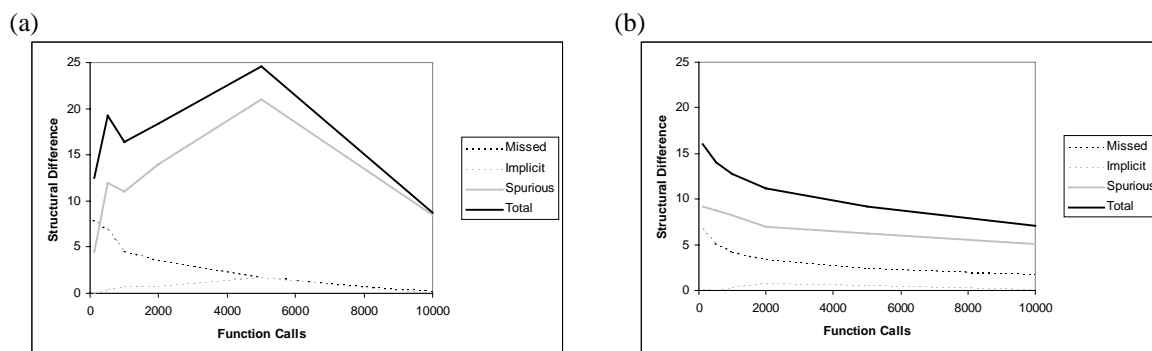 (a)
25
20
15
10
5
0
Structural Difference
0 2000 4000 6000 8000 10000
Function Calls
Missed
Implicit
Spurious
Total
(b)
25
20
15
10
5
0
Structural Difference
0 2000 4000 6000 8000 10000
Function Calls
Missed
Implicit
Spurious
Total